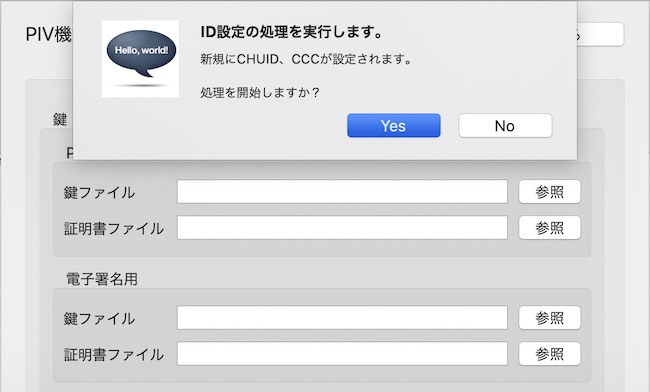 ID設定の処理を実行します。
Hello, world!
新規にCHUID、CCCが設定されます。
処理を開始しますか？
Yes
No
PIV機
鍵
鍵ファイル
参照
証明書ファイル
参照
電子署名用
鍵ファイル
参照
証明書ファイル
参照